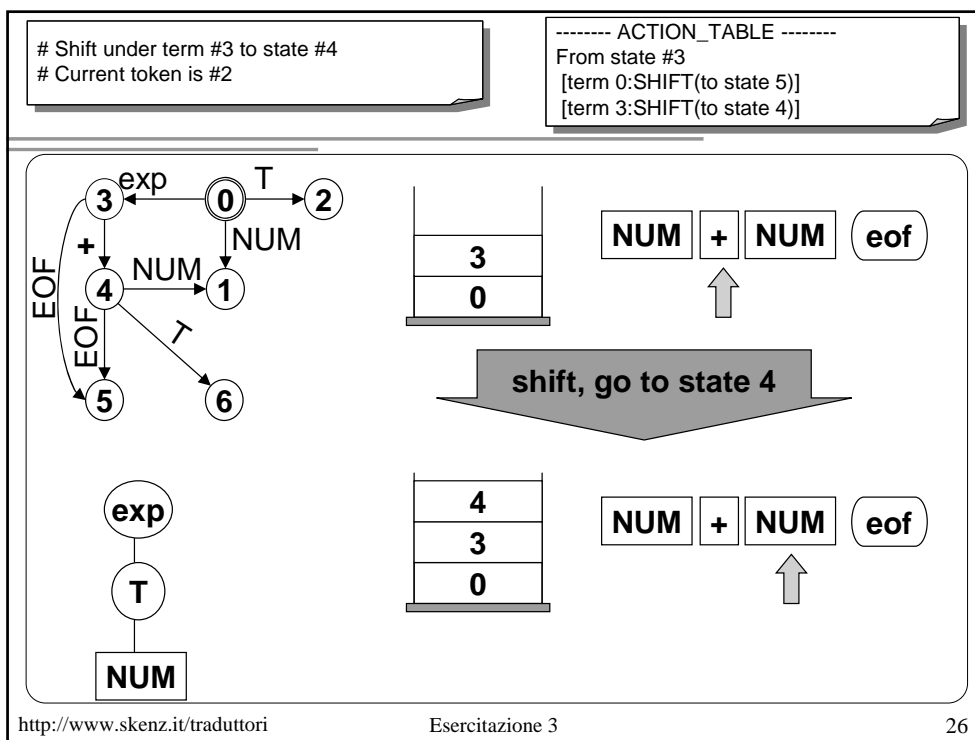 # Shift under term #3 to state #4
# Current token is #2
-------- ACTION_TABLE --------
From state #3
[term 0:SHIFT(to state 5)]
[term 3:SHIFT(to state 4)]
exp
T
3
0
2
+
NUM
NUM
4
1
EOF
EOF
T
5
6
3
0
NUM + NUM eof
shift, go to state 4
exp
T
NUM
4
3
0
NUM + NUM eof
http://www.skenz.it/traduttori Esercitazione 3 26